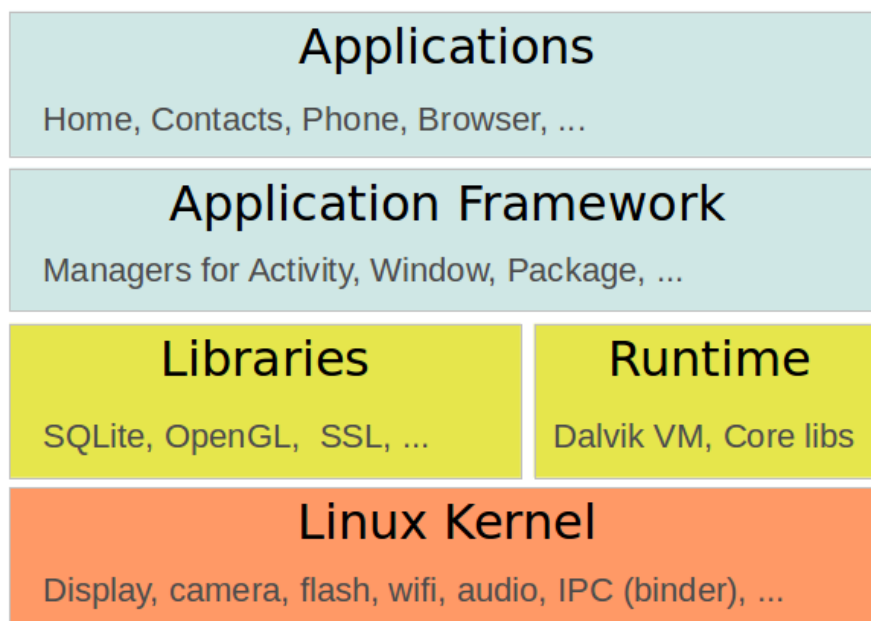 Applications
Home, Contacts, Phone, Browser, ...
Application Framework
Managers for Activity, Window, Package, ...
Libraries
SQLite, OpenGL,  SSL, ...
Runtime
Dalvik VM, Core libs
Linux Kernel
Display, camera, flash, wifi, audio, IPC (binder), ...